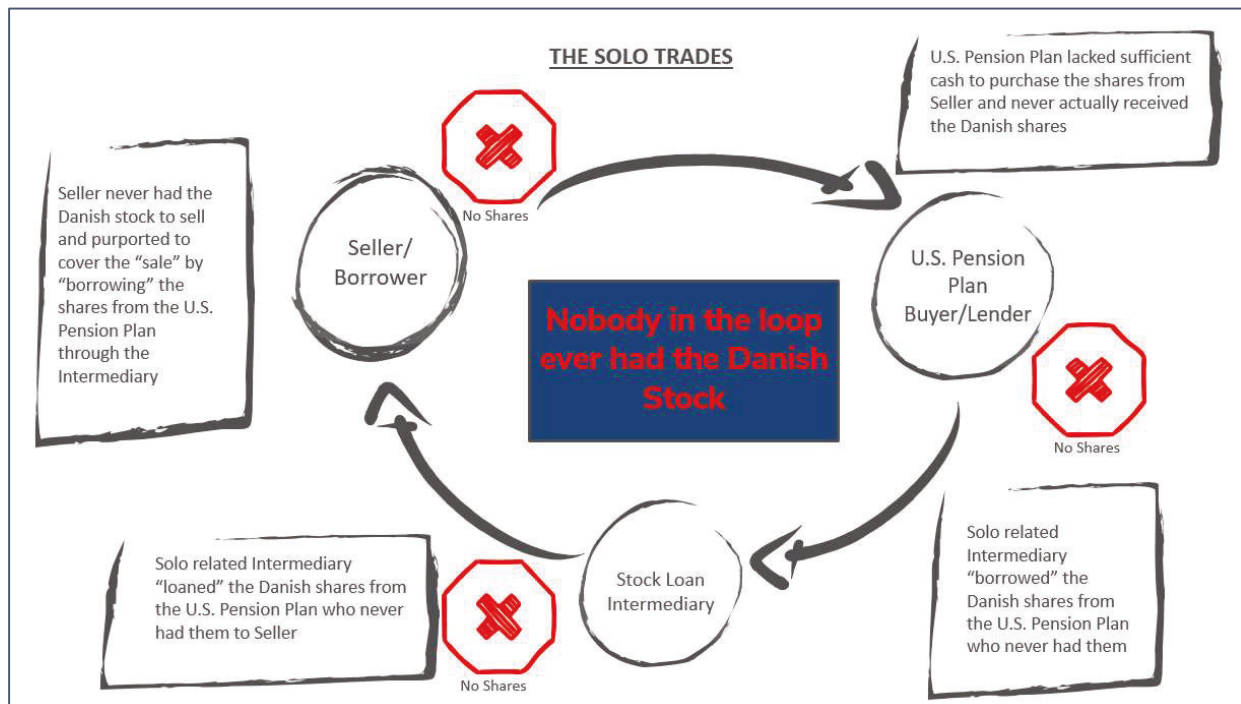 THE SOLO TRADES
U.S. Pension Plan lacked sufficient
cash to purchase the shares from
Seller and never actually received
the Danish shares
Seller never had the
Danish stock to sell
and purported to
cover the “sale” by
“borrowing” the
shares from the U.S.
Pension Plan
through the
Intermediary
No Shares
Seller/
Borrower
U.S. Pension
Plan
Buyer/Lender
Nobody in the loop
ever had the Danish
Stock
No Shares
Solo related Intermediary
“loaned” the Danish shares from
the U.S. Pension Plan who never
had them to Seller
No Shares
Stock Loan
Intermediary
Solo related
Intermediary
“borrowed” the
Danish shares from
the U.S. Pension Plan
who never had them